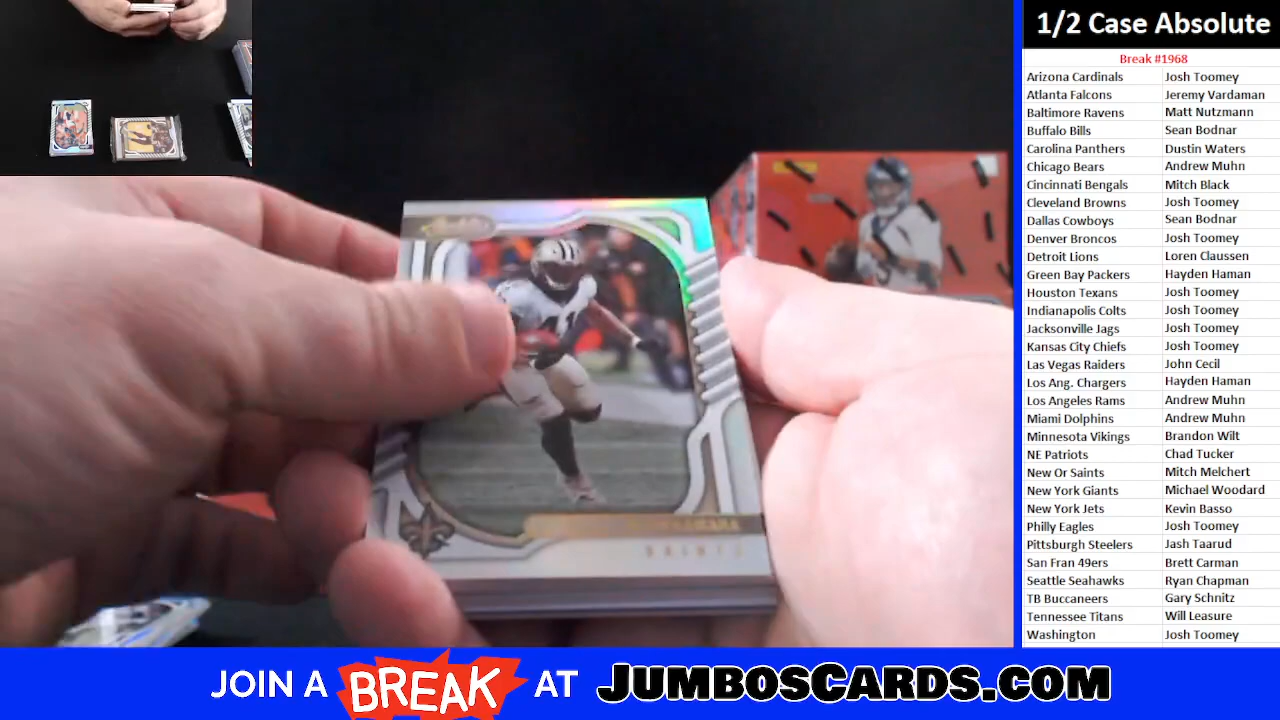 1/2 Case Absolute
Break #1968
Arizona Cardinals Josh Toomey
Atlanta Falcons Jeremy Vardaman
Baltimore Ravens Matt Nutzmann
Buffalo Bills Sean Bodnar
Carolina Panthers Dustin Waters
Chicago Bears Andrew Muhn
Cincinnati Bengals Mitch Black
Cleveland Browns Josh Toomey
Dallas Cowboys Sean Bodnar
Denver Broncos Josh Toomey
Detroit Lions Loren Claussen
Green Bay Packers Hayden Haman
Houston Texans Josh Toomey
Indianapolis Colts Josh Toomey
Jacksonville Jags Josh Toomey
Kansas City Chiefs Josh Toomey
Las Vegas Raiders John Cecil
Los Ang. Chargers Hayden Haman
Los Angeles Rams Andrew Muhn
Miami Dolphins Andrew Muhn
Minnesota Vikings Brandon Wilt
NE Patriots Chad Tucker
New Or Saints Mitch Melchert
New York Giants Michael Woodard
New York Jets Kevin Basso
Philly Eagles Josh Toomey
Pittsburgh Steelers Jash Taarud
San Fran 49ers Brett Carman
Seattle Seahawks Ryan Chapman
TB Buccaneers Gary Schnitz
Tennessee Titans Will Leasure
Washington Josh Toomey
SAINTS
JOIN A BREAK AT JUMBOSCARDS.COM